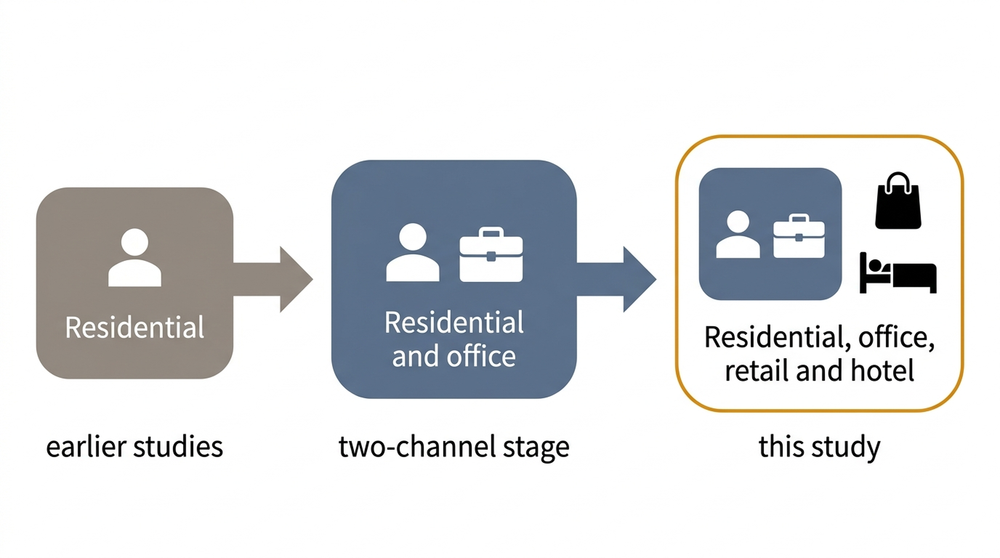 Residential
Residential
and office
Residential, office,
retail and hotel
earlier studies
two-channel stage
this study